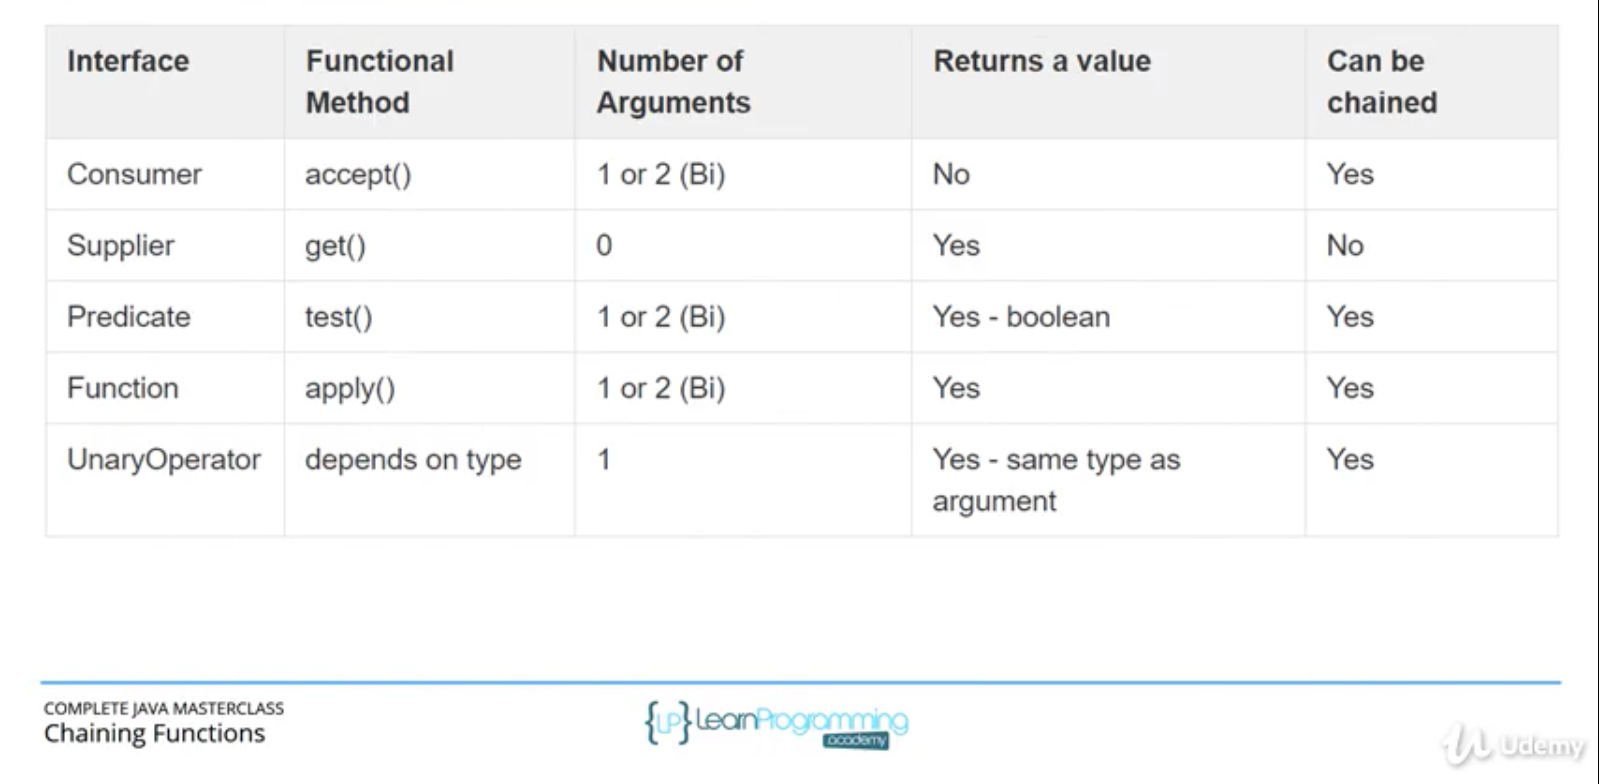 Interface Functional Method Number of Arguments Returns a value Can be chained
Consumer accept() 1 or 2 (Bi) No Yes
Supplier get() 0 Yes No
Predicate test() 1 or 2 (Bi) Yes - boolean Yes
Function apply() 1 or 2 (Bi) Yes Yes
UnaryOperator depends on type 1 Yes - same type as argument Yes
COMPLETE JAVA MASTERCLASS
Chaining Functions
{LP} LearnProgramming
academy
Udemy